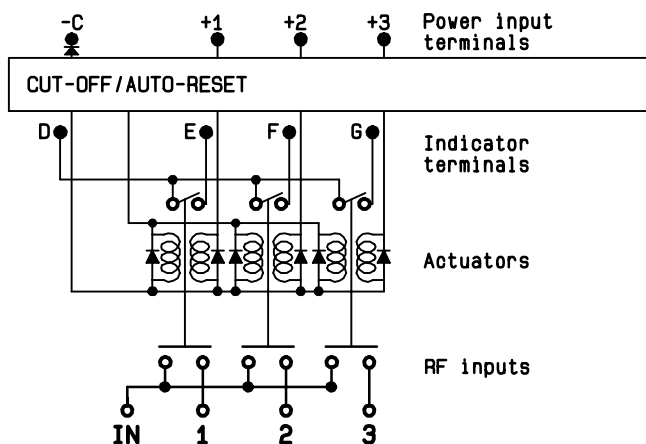 -C +1 +2 +3 Power input
terminals
CUT-OFF/AUTO-RESET
D E F G Indicator
terminals
Actuators
RF inputs
IN 1 2 3